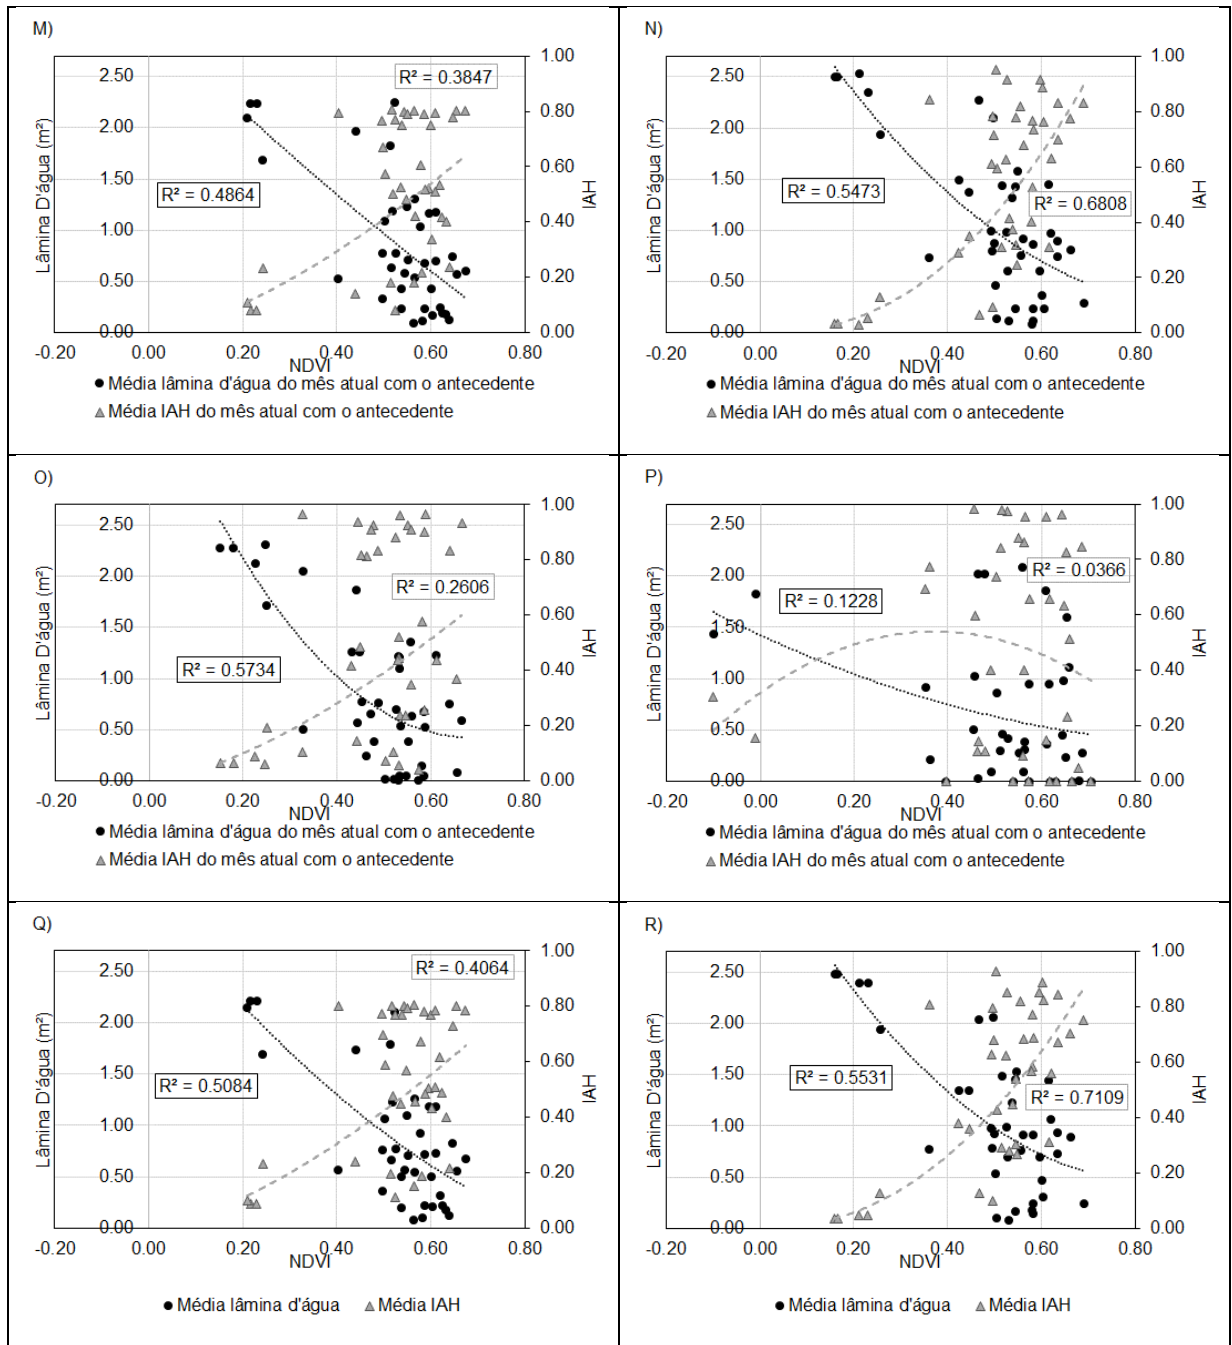 M)
Lâmina D'água (m²)
2.50
2.00
1.50
1.00
0.50
0.00
1.00
0.80
0.60
0.40
0.20
0.00
IAH
R² = 0.3847
R² = 0.4864
-0.20 0.00 0.20 0.40 0.60 0.80
NDVI
Média lâmina d'água do mês atual com o antecedente
Média IAH do mês atual com o antecedente
N)
Lâmina D'água (m²)
2.50
2.00
1.50
1.00
0.50
0.00
1.00
0.80
0.60
0.40
0.20
0.00
IAH
R² = 0.5473
R² = 0.6808
-0.20 0.00 0.20 0.40 0.60 0.80
NDVI
Média lâmina d'água do mês atual com o antecedente
Média IAH do mês atual com o antecedente
O)
Lâmina D'água (m²)
2.50
2.00
1.50
1.00
0.50
0.00
1.00
0.80
0.60
0.40
0.20
0.00
IAH
R² = 0.2606
R² = 0.5734
-0.20 0.00 0.20 0.40 0.60 0.80
NDVI
Média lâmina d'água do mês atual com o antecedente
Média IAH do mês atual com o antecedente
P)
Lâmina D'água (m²)
2.50
2.00
1.50
1.00
0.50
0.00
1.00
0.80
0.60
0.40
0.20
0.00
IAH
R² = 0.0366
R² = 0.1228
-0.20 0.00 0.20 0.40 0.60 0.80
NDVI
Média lâmina d'água do mês atual com o antecedente
Média IAH do mês atual com o antecedente
Q)
Lâmina D'água (m²)
2.50
2.00
1.50
1.00
0.50
0.00
1.00
0.80
0.60
0.40
0.20
0.00
IAH
R² = 0.4064
R² = 0.5084
-0.20 0.00 0.20 0.40 0.60 0.80
NDVI
Média lâmina d'água Média IAH
R)
Lâmina D'água (m²)
2.50
2.00
1.50
1.00
0.50
0.00
1.00
0.80
0.60
0.40
0.20
0.00
IAH
R² = 0.5531
R² = 0.7109
-0.20 0.00 0.20 0.40 0.60 0.80
NDVI
Média lâmina d'água Média IAH